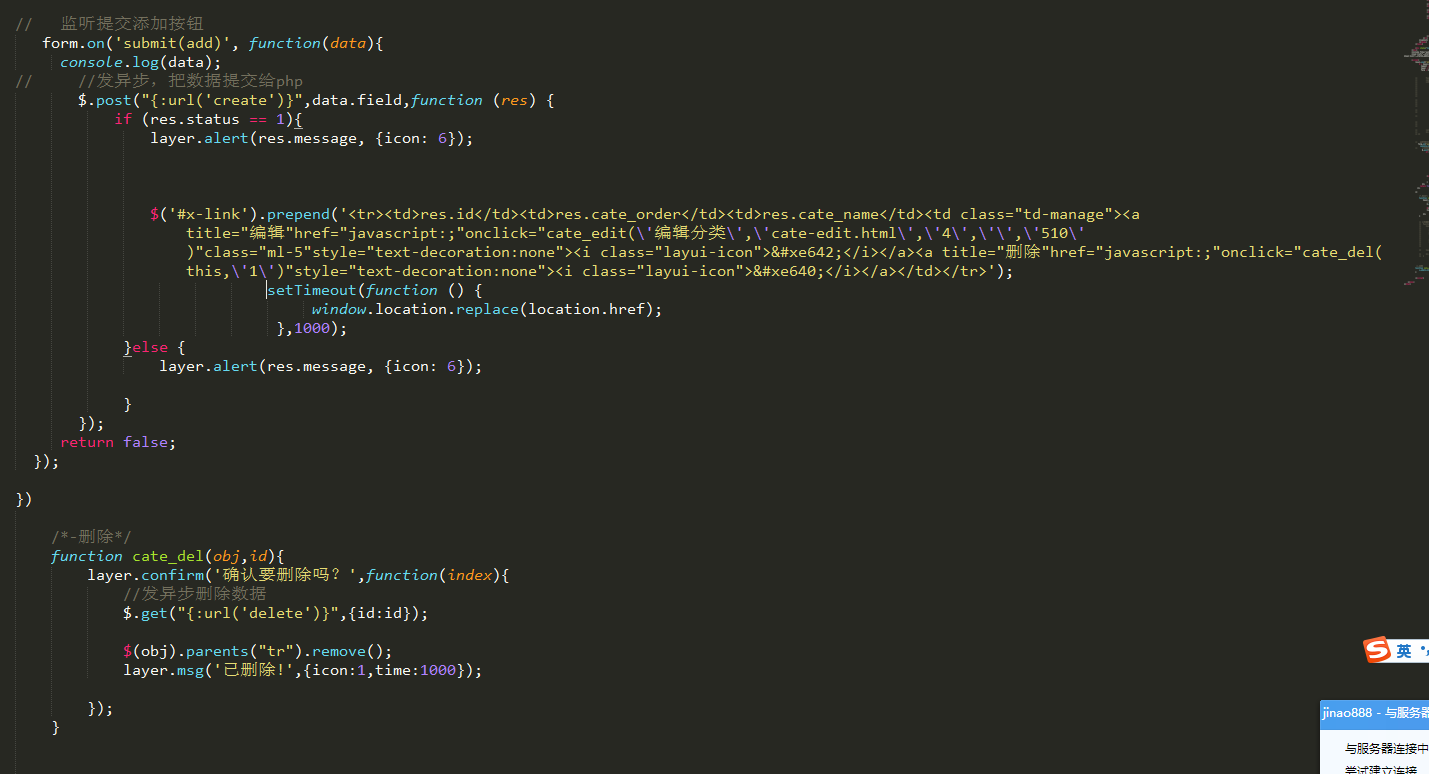 //   监听提交添加按钮
form.on('submit(add)', function(data){
console.log(data);
//     //发异步，把数据提交给php
$.post("{:url('create')}",data.field,function (res) {
if (res.status == 1){
layer.alert(res.message, {icon: 6});
$('#x-link').prepend('<tr><td>res.id</td><td>res.cate_order</td><td>res.cate_name</td><td class="td-manage"><a
title="编辑"href="javascript:;"onclick="cate_edit(\'编辑分类\',\'cate-edit.html\',\'4\',\'\',\'510\'
)"class="ml-5"style="text-decoration:none"><i class="layui-icon">&#xe642;</i></a><a title="删除"href="javascript:;"onclick="cate_del(
this,\'1\')"style="text-decoration:none"><i class="layui-icon">&#xe640;</i></a></td></tr>');
setTimeout(function () {
window.location.replace(location.href);
},1000);
}else {
layer.alert(res.message, {icon: 6});
}
});
return false;
});
})
/*-删除*/
function cate_del(obj,id){
layer.confirm('确认要删除吗？',function(index){
//发异步删除数据
$.get("{:url('delete')}",{id:id});
$(obj).parents("tr").remove();
layer.msg('已删除!',{icon:1,time:1000});
});
}
S 英
jinao888 - 与服务器
与服务器连接中
尝试建立连接